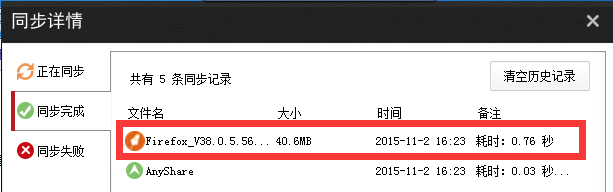 同步详情
正在同步
同步完成
同步失败
共有 5 条同步记录
清空历史记录
文件名 大小 时间 备注
Firefox_V38.0.5.56... 40.6MB 2015-11-2 16:23 耗时：0.76 秒
AnyShare 2015-11-2 16:23 耗时：0.03 秒...